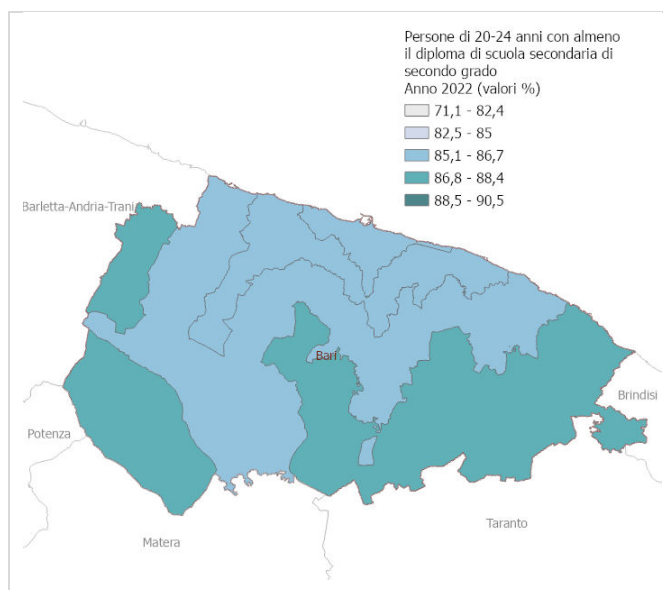 Persone di 20-24 anni con almeno
il diploma di scuola secondaria di
secondo grado
Anno 2022 (valori %)
71,1 - 82,4
82,5 - 85
85,1 - 86,7
86,8 - 88,4
88,5 - 90,5
Barletta-Andria-Trani
Bari
Brindisi
Potenza
Taranto
Matera